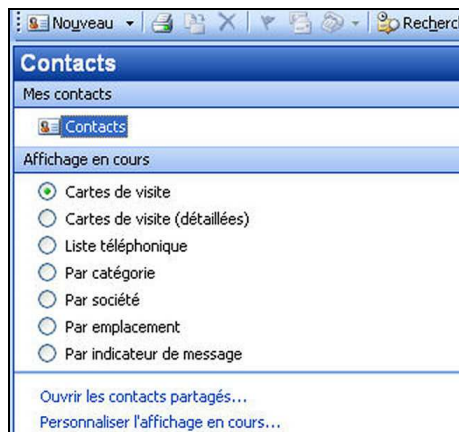 Nouveau Recherc
Contacts
Mes contacts
Contacts
Affichage en cours
Cartes de visite
Cartes de visite (détaillées)
Liste téléphonique
Par catégorie
Par société
Par emplacement
Par indicateur de message
Ouvrir les contacts partagés...
Personnaliser l'affichage en cours...